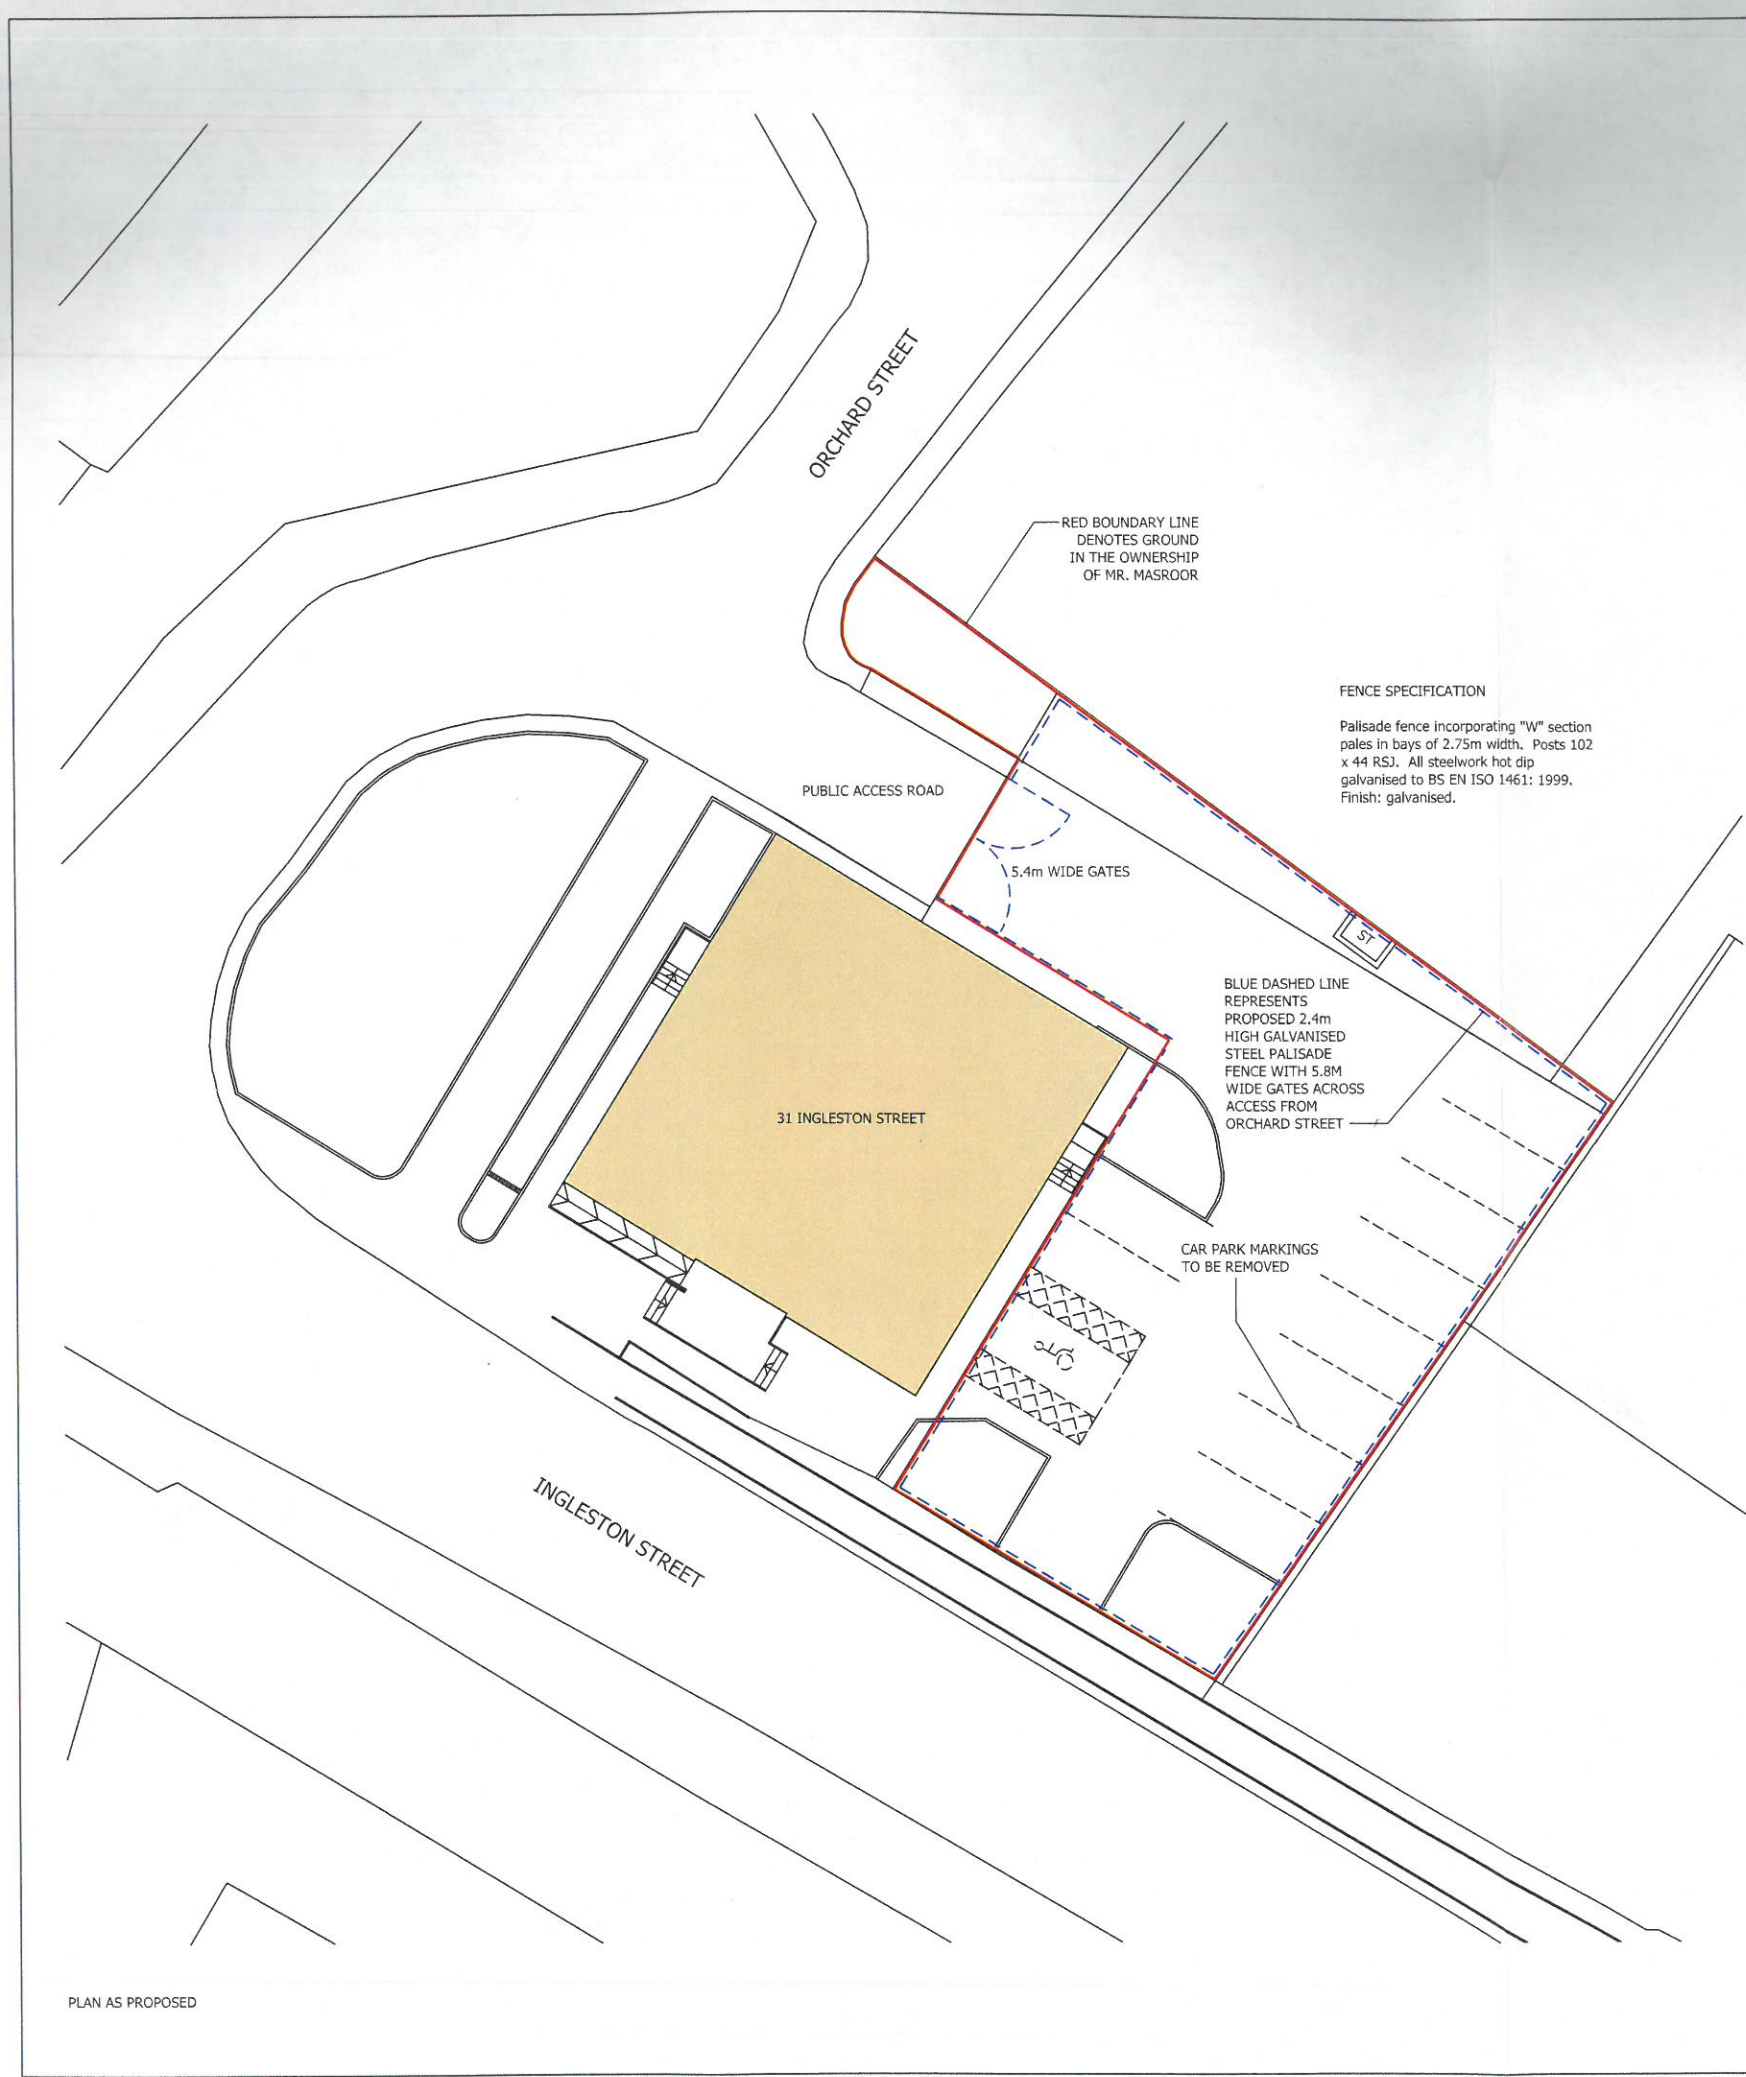 ORCHARD STREET
RED BOUNDARY LINE
DENOTES GROUND
IN THE OWNERSHIP
OF MR. MASROOR
FENCE SPECIFICATION
Palisade fence incorporating "W" section
pales in bays of 2.75m width. Posts 102
x 44 RSJ. All steelwork hot dip
galvanised to BS EN ISO 1461: 1999.
Finish: galvanised.
PUBLIC ACCESS ROAD
5.4m WIDE GATES
ST
BLUE DASHED LINE
REPRESENTS
PROPOSED 2.4m
HIGH GALVANISED
STEEL PALISADE
FENCE WITH 5.8M
WIDE GATES ACROSS
ACCESS FROM
ORCHARD STREET
31 INGLESTON STREET
CAR PARK MARKINGS
TO BE REMOVED
INGLESTON STREET
PLAN AS PROPOSED